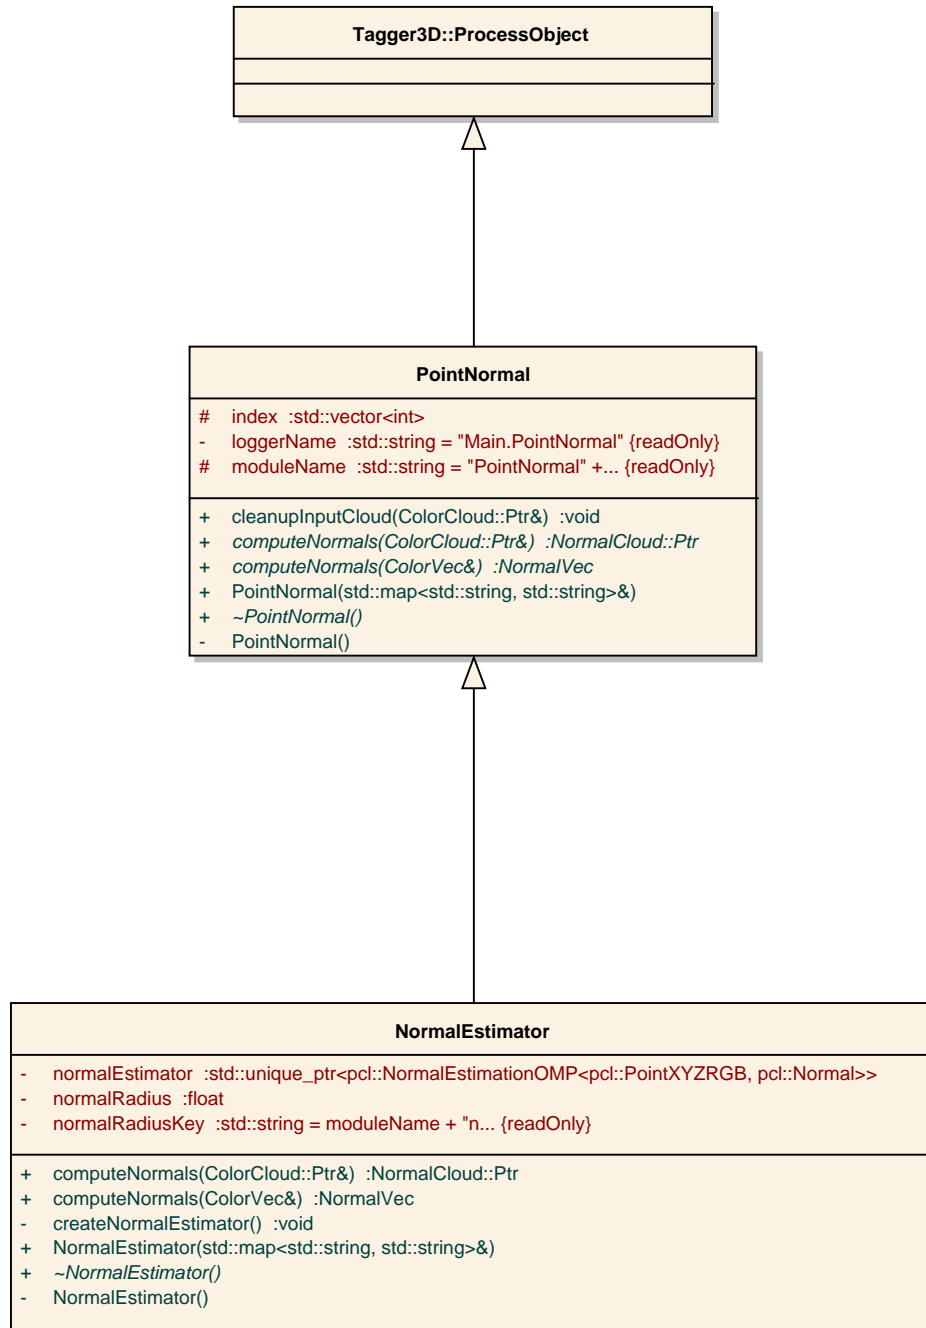 Tagger3D::ProcessObject
PointNormal
# index :std::vector<int>
- loggerName :std::string = "Main.PointNormal" {readOnly}
# moduleName :std::string = "PointNormal" +... {readOnly}
+ cleanupInputCloud(ColorCloud::Ptr&) :void
+ computeNormals(ColorCloud::Ptr&) :NormalCloud::Ptr
+ computeNormals(ColorVec&) :NormalVec
+ PointNormal(std::map<std::string, std::string>&)
+ ~PointNormal()
- PointNormal()
NormalEstimator
- normalEstimator :std::unique_ptr<pcl::NormalEstimationOMP<pcl::PointXYZRGB, pcl::Normal>>
- normalRadius :float
- normalRadiusKey :std::string = moduleName + "n... {readOnly}
+ computeNormals(ColorCloud::Ptr&) :NormalCloud::Ptr
+ computeNormals(ColorVec&) :NormalVec
- createNormalEstimator() :void
+ NormalEstimator(std::map<std::string, std::string>&)
+ ~NormalEstimator()
- NormalEstimator()